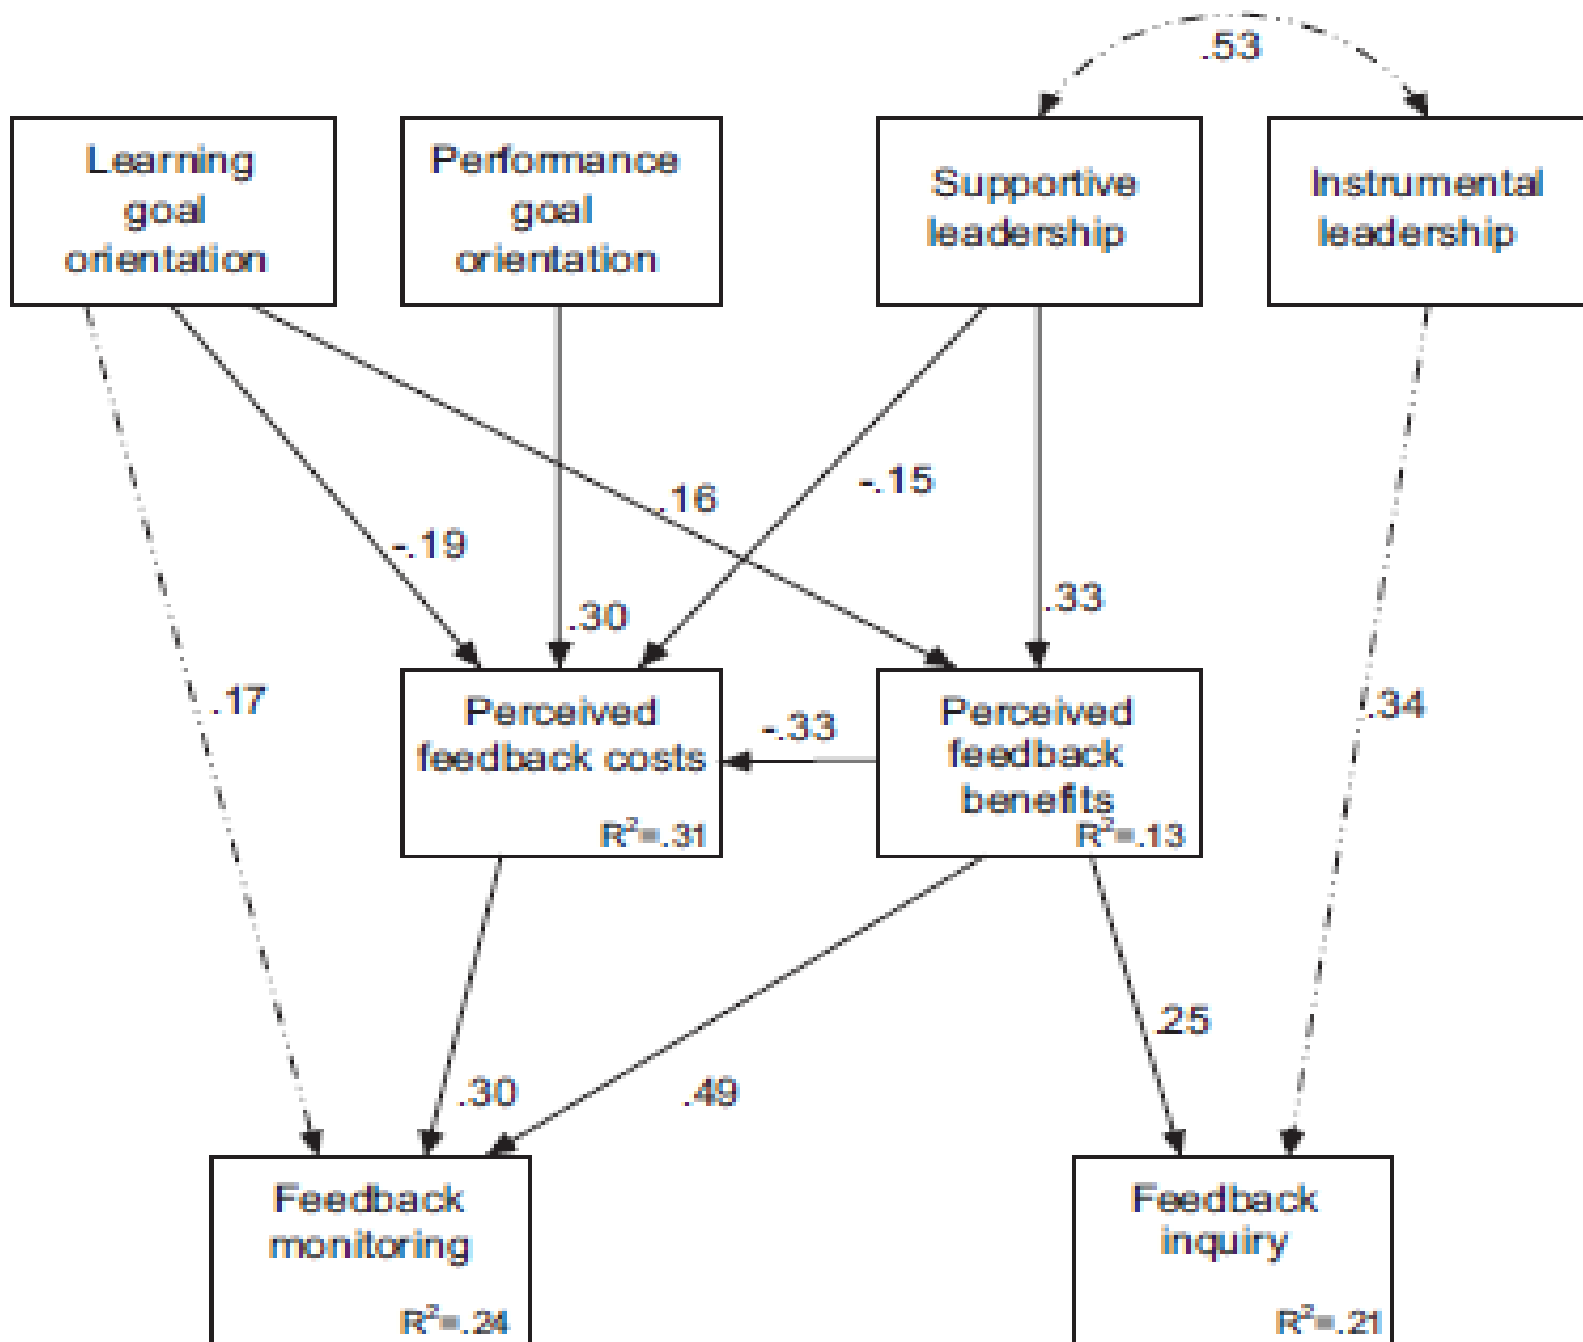 .53
Learning
goal
orientation
Performance
goal
orientation
Supportive
leadership
Instrumental
leadership
-.15
.16
-.19
.33
.30
.17
.34
Perceived
feedback costs
R²=.31
-.33
Perceived
feedback
benefits
R²=.13
.25
.30
.49
Feedback
monitoring
R²=.24
Feedback
inquiry
R²=.21